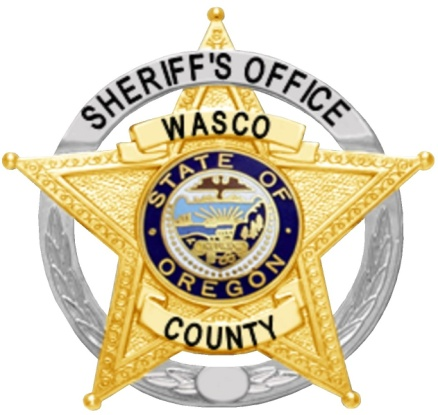 SHERIFF'S OFFICE
WASCO
STATE OF
OREGON
COUNTY